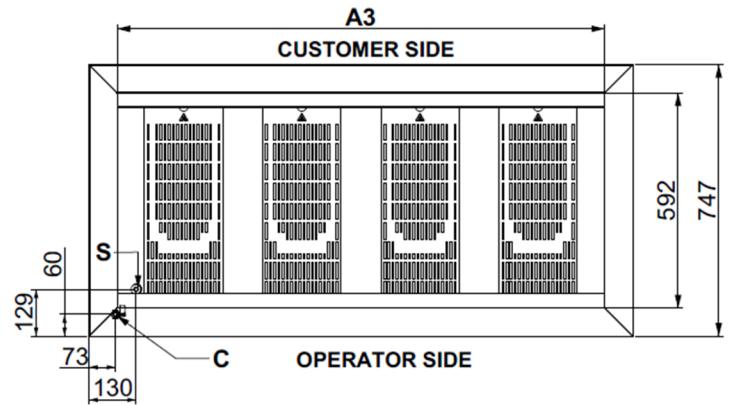 A3
CUSTOMER SIDE
592
747
S
60
129
73
C
OPERATOR SIDE
130